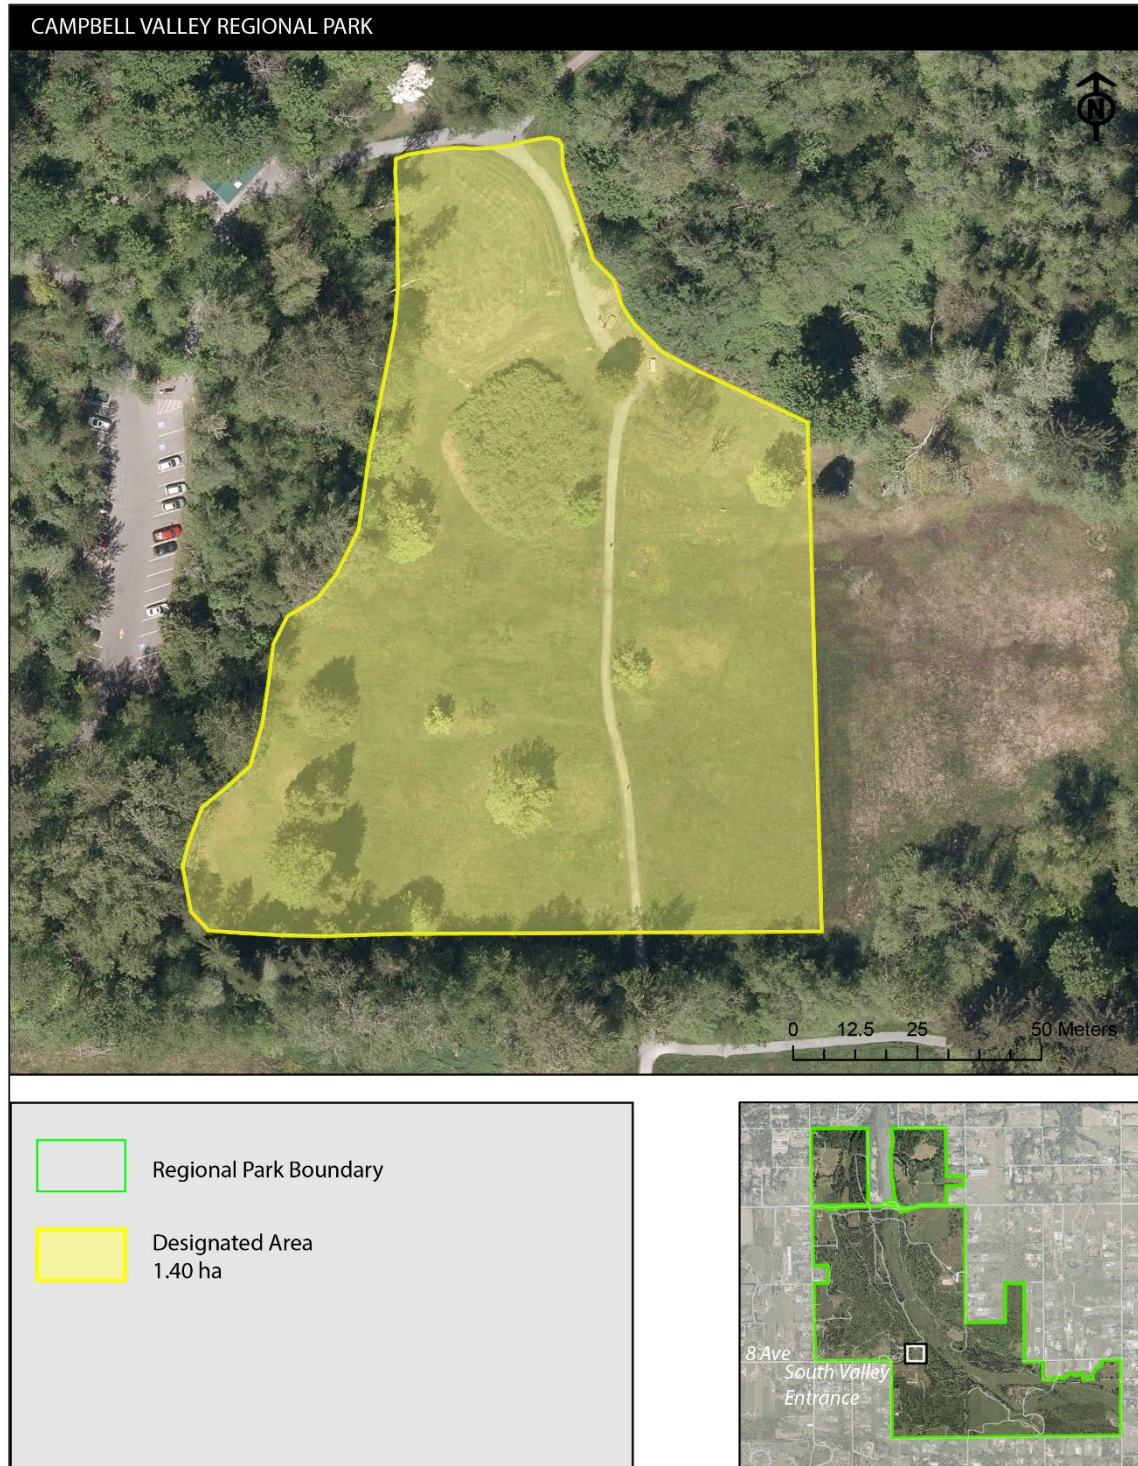 CAMPBELL VALLEY REGIONAL PARK
N
0 12.5 25 50 Meters
Regional Park Boundary
Designated Area
1.40 ha
8 Ave
South Valley
Entrance